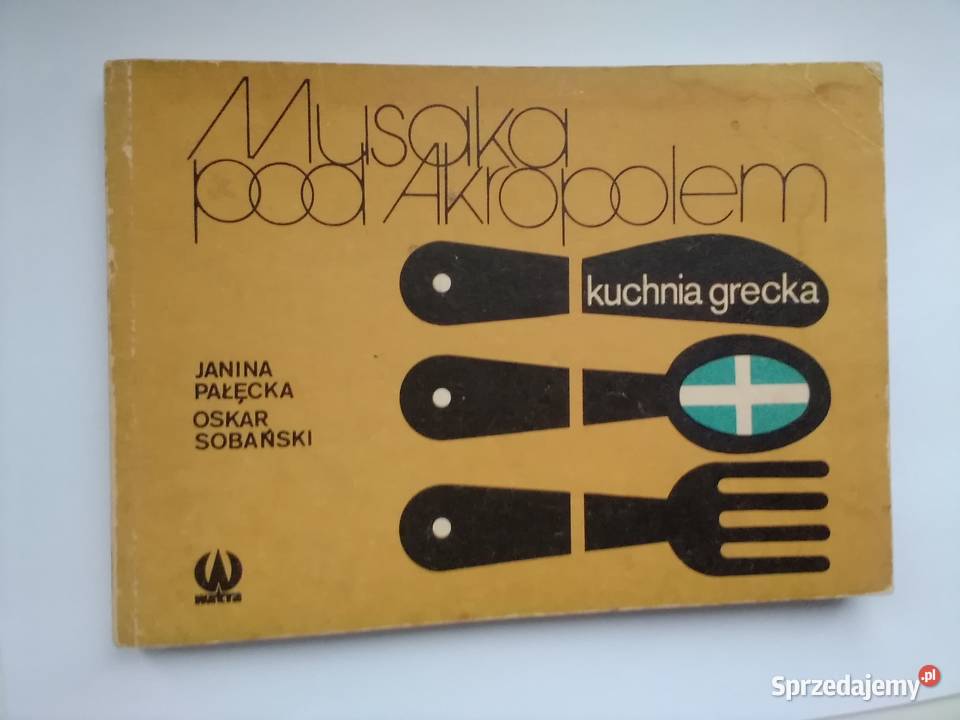 Musaka
pod Akropolem
kuchnia grecka
JANINA
PAŁĘCKA
OSKAR
SOBAŃSKI
WATRA
Sprzedajemy.pl